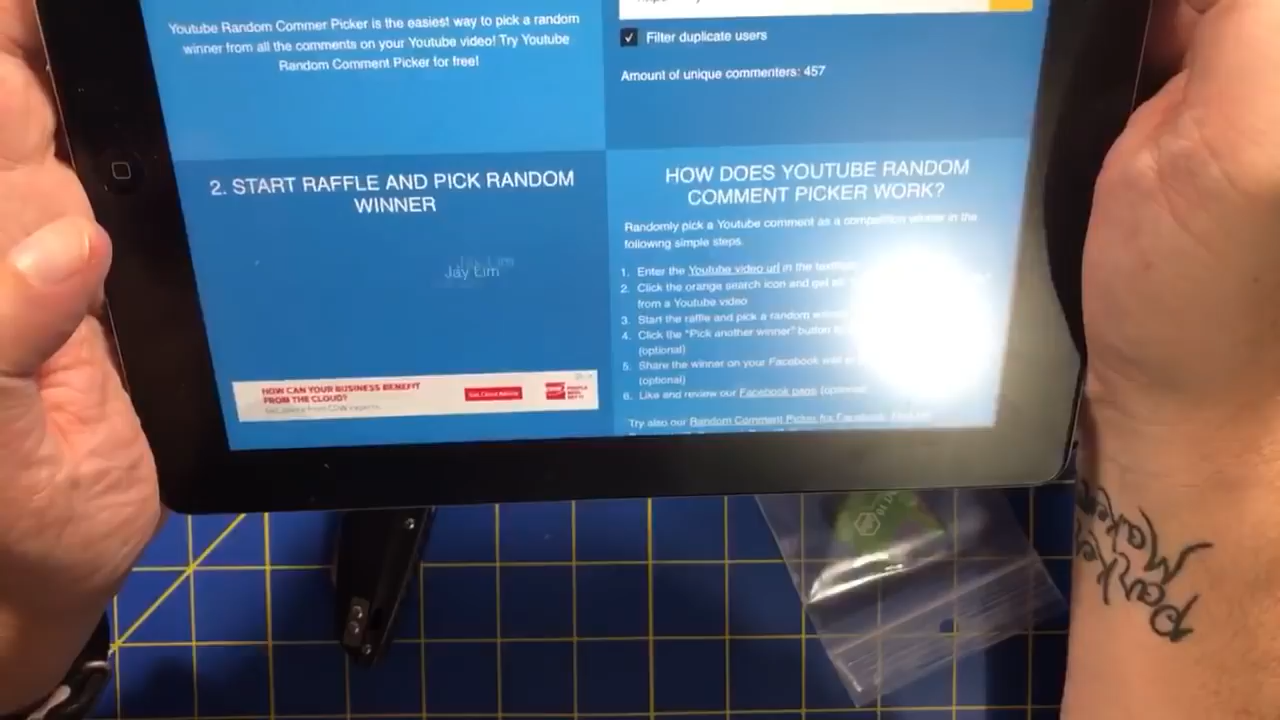 Youtube Random Commer Picker is the easiest way to pick a random
winner from all the comments on your Youtube video! Try Youtube
Random Comment Picker for free!
✓ Filter duplicate users
Amount of unique commenters: 457
2. START RAFFLE AND PICK RANDOM
WINNER
Jay Lim
HOW CAN YOUR BUSINESS BENEFIT
FROM THE CLOUD?
HOW DOES YOUTUBE RANDOM
COMMENT PICKER WORK?
Randomly pick a Youtube comment as a competition winner in the
following simple steps.
1. Enter the Youtube video url in the
2. Click the orange search icon and get
from a Youtube video
3. Start the raffle and pick a random
4. Click the "Pick another winner" button
(optional)
5. Share the winner on your Facebook
(optional)
6. Like and review our Facebook page (optional
Try also our Random Comment Picker for Facebook
Parker
Maker